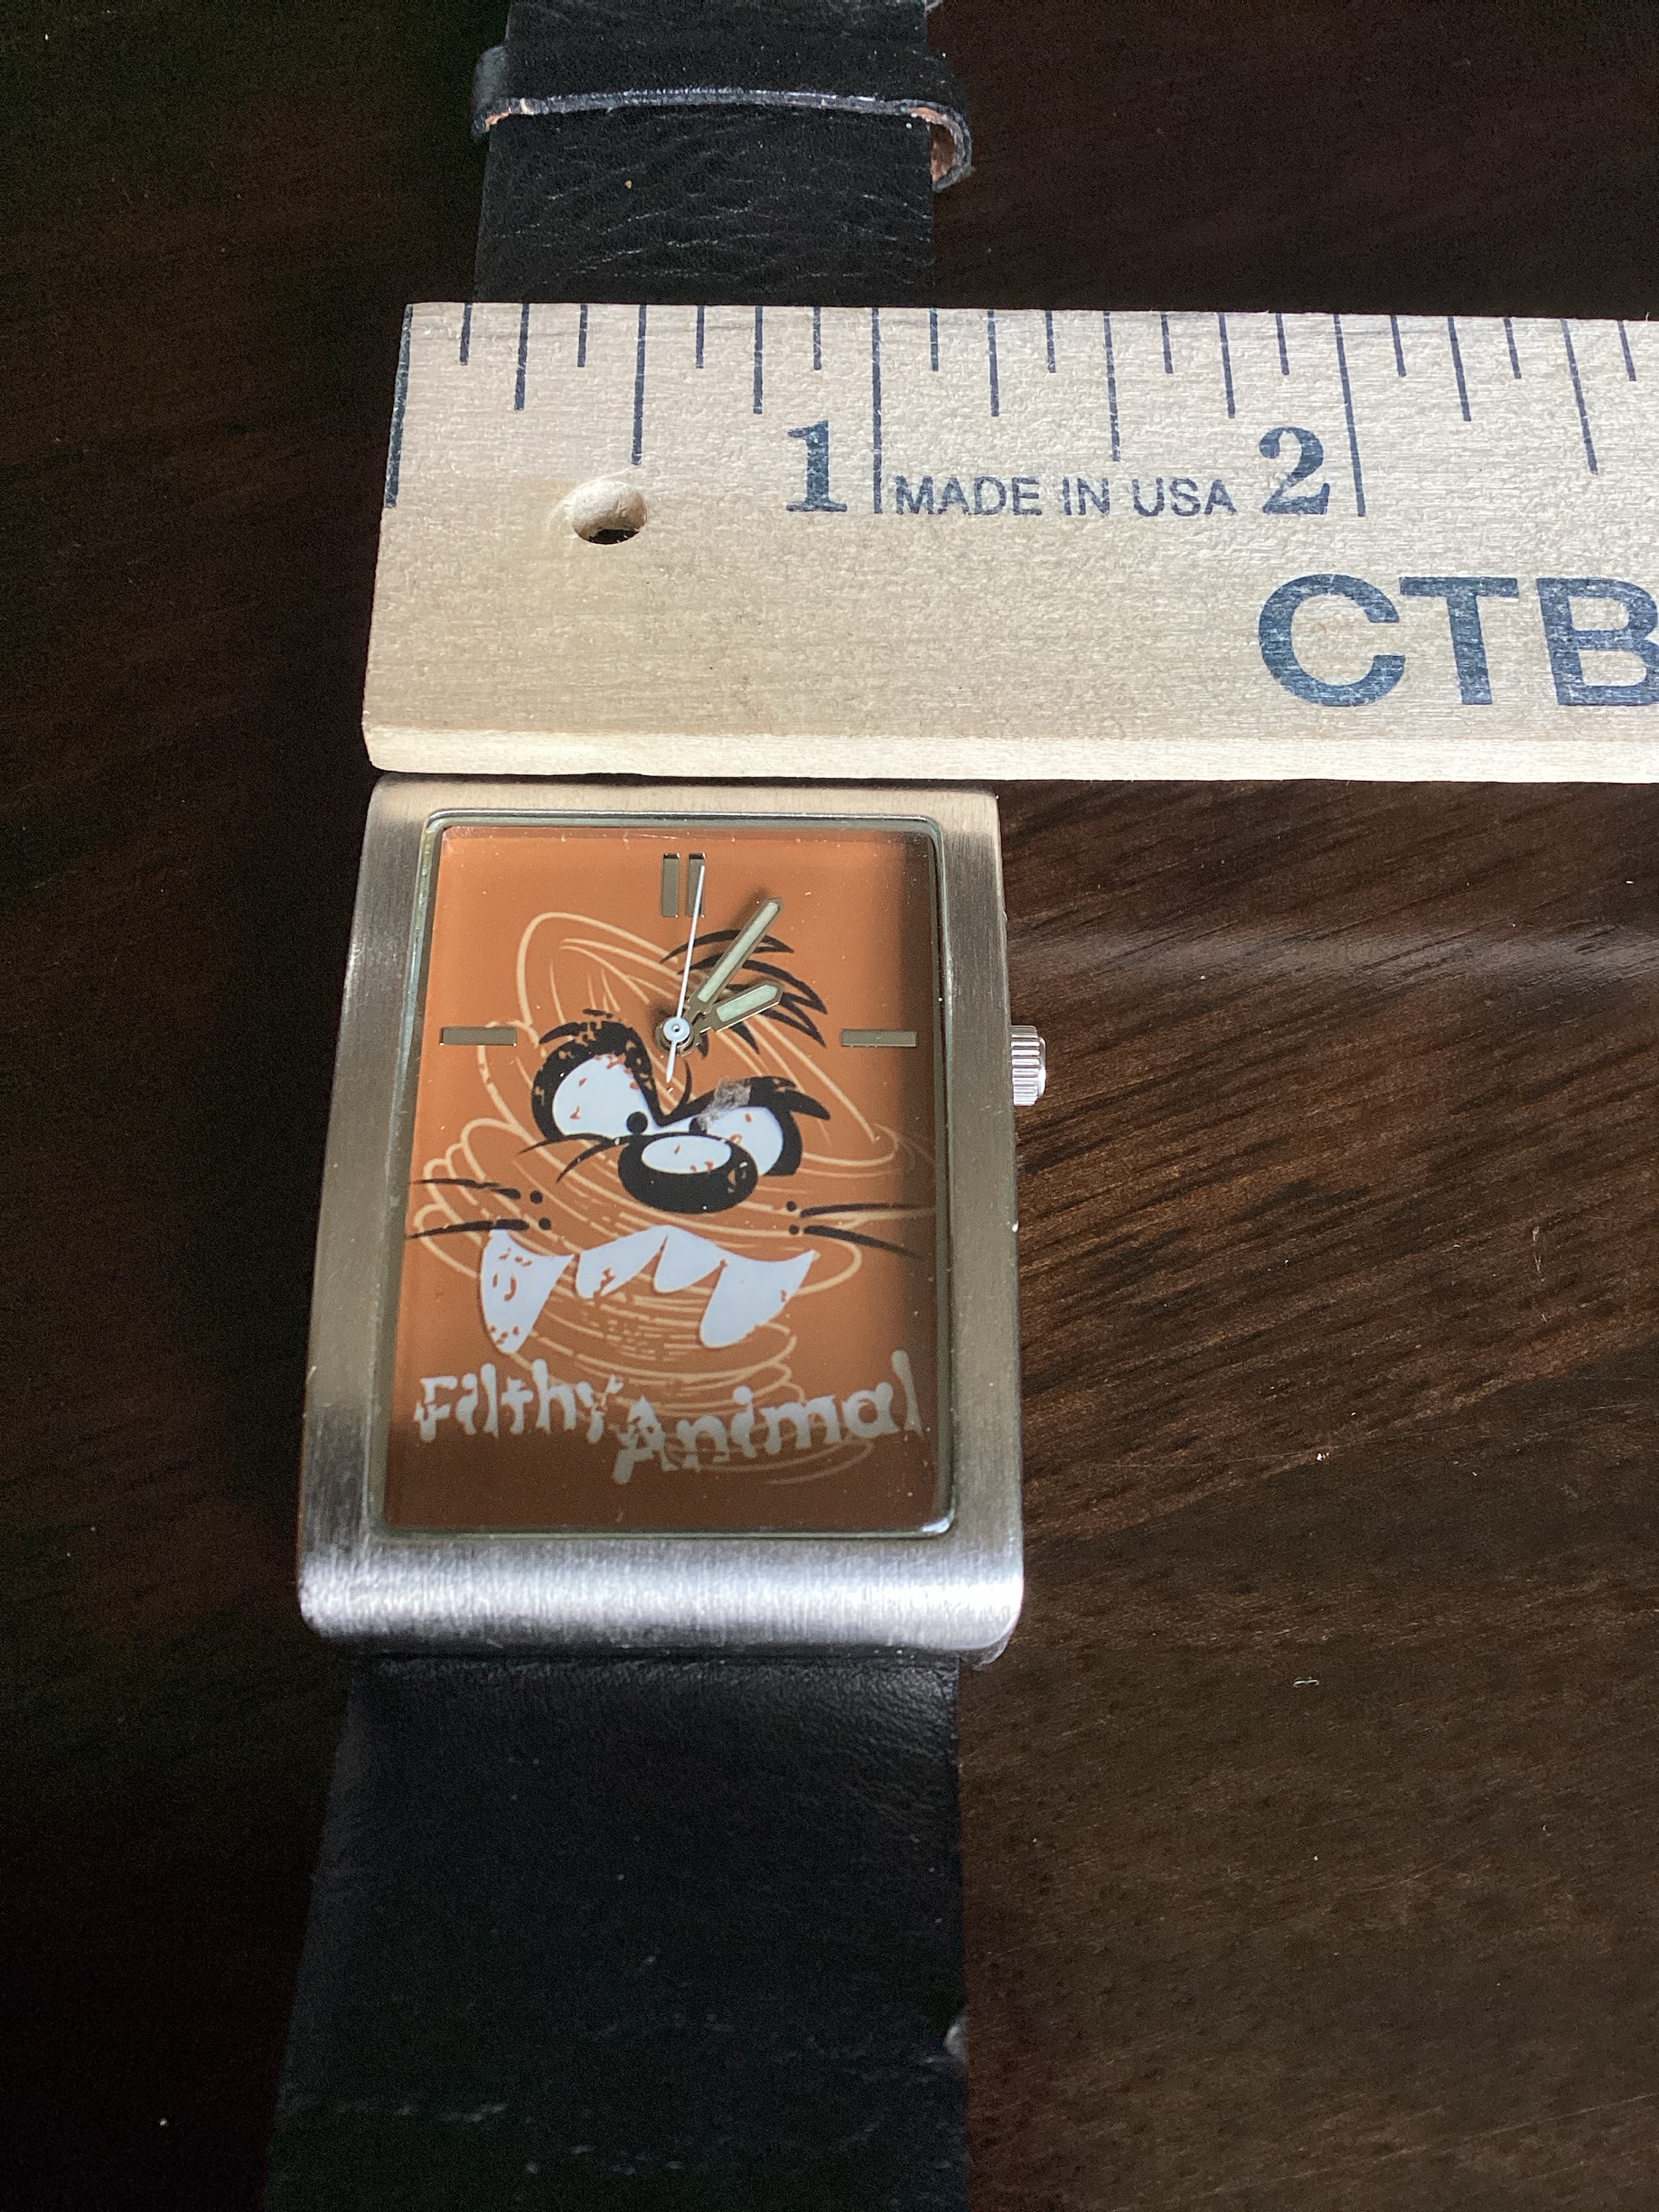 1 MADE IN USA 2
CTB
Filthy Animal